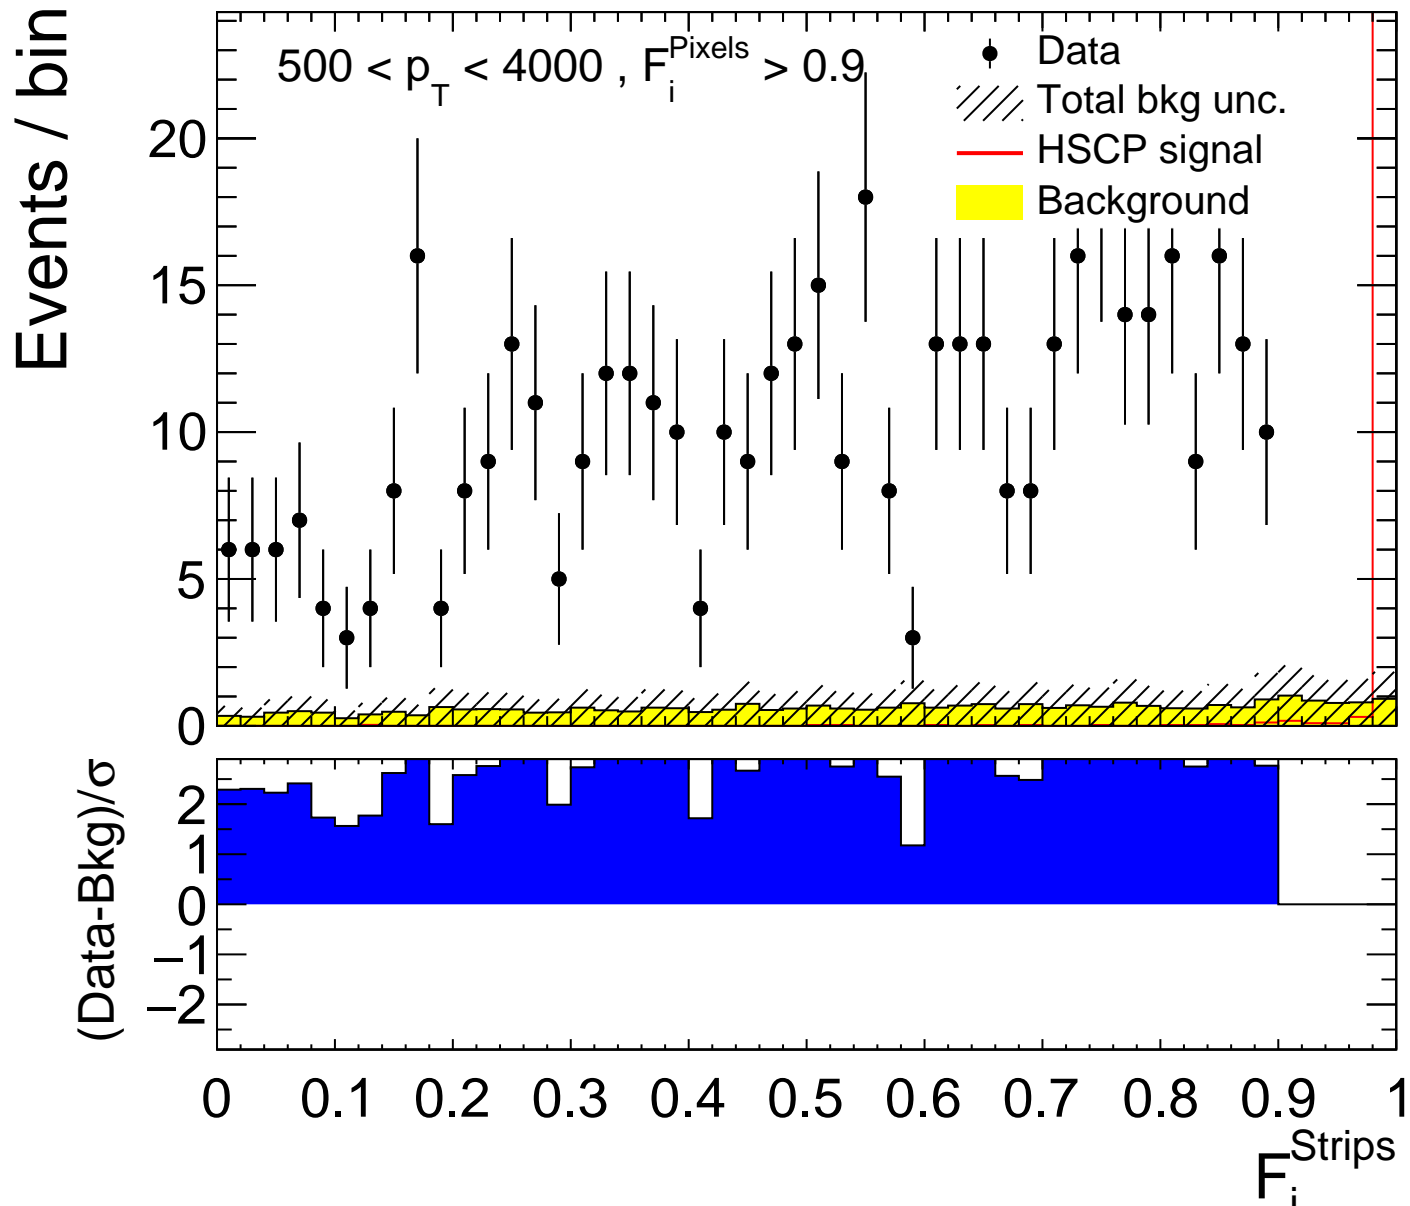 Events / bin
500 < p_T < 4000 , F_i^Pixels > 0.9
Data
Total bkg unc.
HSCP signal
Background
20
15
10
5
0
(Data-Bkg)/σ
2
1
0
−1
−2
0 0.1 0.2 0.3 0.4 0.5 0.6 0.7 0.8 0.9 1
F_i^Strips